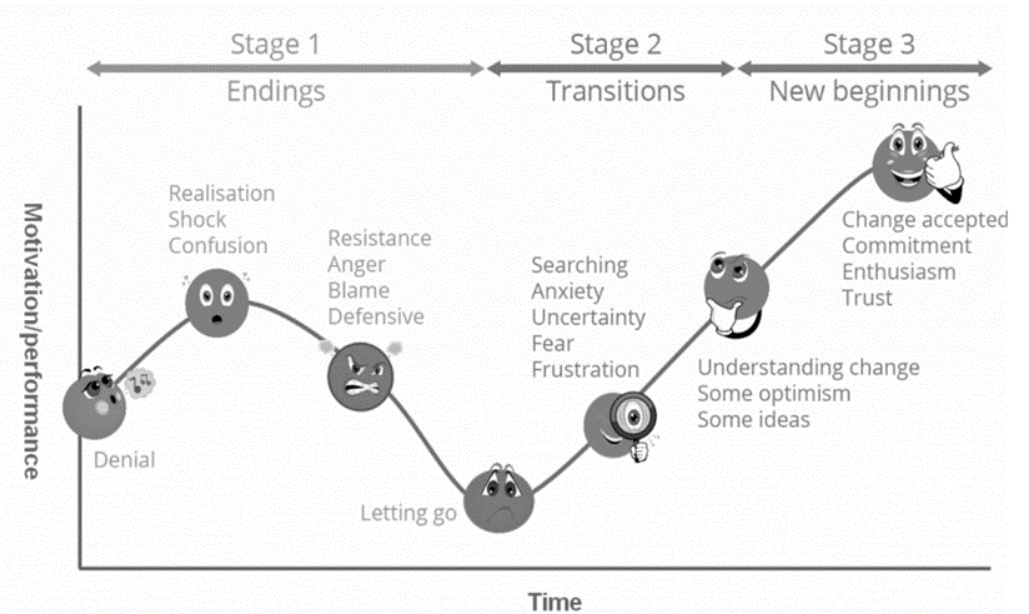 Stage 1
Stage 2
Stage 3
Endings
Transitions
New beginnings
Motivation/performance
Realisation
Shock
Confusion
Resistance
Anger
Blame
Defensive
Denial
Letting go
Searching
Anxiety
Uncertainty
Fear
Frustration
Understanding change
Some optimism
Some ideas
Change accepted
Commitment
Enthusiasm
Trust
Time